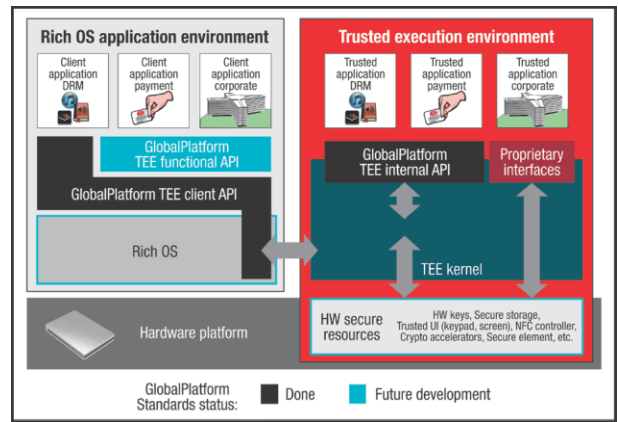 Rich OS application environment
Client
application
DRM
Client
application
payment
Client
application
corporate
GlobalPlatform
TEE functional API
GlobalPlatform TEE client API
Rich OS
Trusted execution environment
Trusted
application
DRM
Trusted
application
payment
Trusted
application
corporate
GlobalPlatform
TEE internal API
Proprietary
interfaces
TEE kernel
Hardware platform
HW secure
resources
HW keys, Secure storage,
Trusted UI (keypad, screen), NFC controller,
Crypto accelerators, Secure element, etc.
GlobalPlatform
Standards status:
Done
Future development